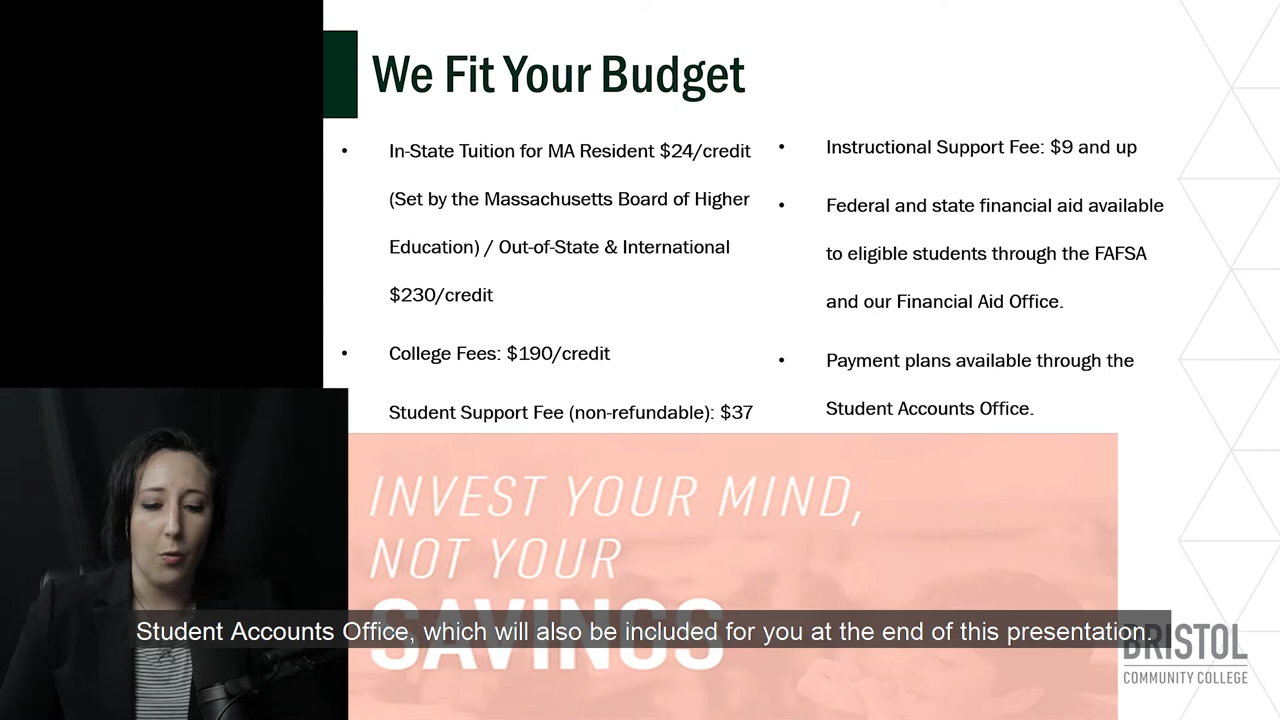 We Fit Your Budget
• In-State Tuition for MA Resident $24/credit
(Set by the Massachusetts Board of Higher
Education) / Out-of-State & International
$230/credit
• College Fees: $190/credit
Student Support Fee (non-refundable): $37
• Instructional Support Fee: $9 and up
• Federal and state financial aid available
to eligible students through the FAFSA
and our Financial Aid Office.
• Payment plans available through the
Student Accounts Office.
INVEST YOUR MIND,
NOT YOUR
SAVINGS
Student Accounts Office, which will also be included for you at the end of this presentation.
BRISTOL
COMMUNITY COLLEGE